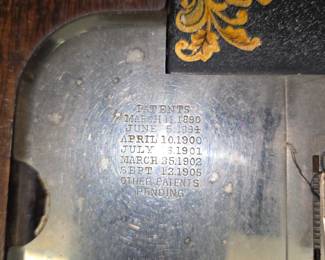 PATENTS
MARCH 11.1890
JUNE 5.1894
APRIL 10.1900
JULY 9.1901
MARCH 25.1902
SEPT 12.1905
OTHER PATENTS
PENDING